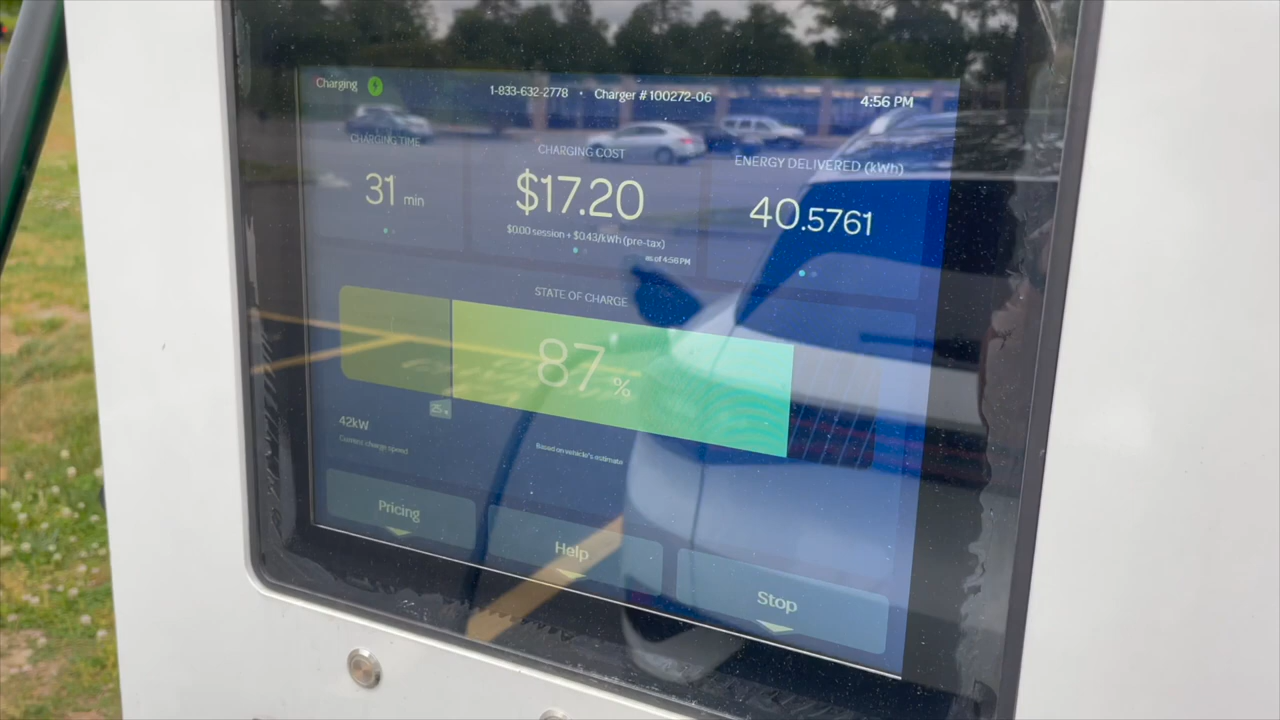 Charging
1-833-632-2778 • Charger # 100272-06
4:56 PM
CHARGING TIME
31 min
CHARGING COST
$17.20
$0.00 session + $0.43/kWh (pre-tax)
as of 4:56 PM
ENERGY DELIVERED (kWh)
40.5761
STATE OF CHARGE
87 %
25 %
42kW
Current charge speed
Based on vehicle's estimate
Pricing
Help
Stop